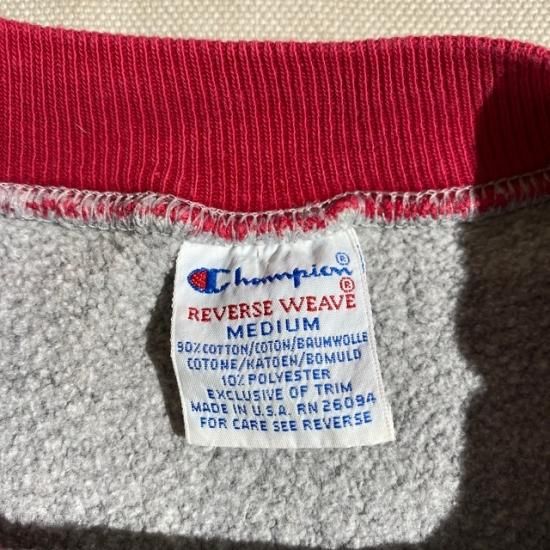 Champion®
REVERSE WEAVE®
MEDIUM
90% COTTON/COTON/BAUMWOLLE
COTONE/KATOEN/BOMULD
10% POLYESTER
EXCLUSIVE OF TRIM
MADE IN U.S.A. RN 26094
FOR CARE SEE REVERSE